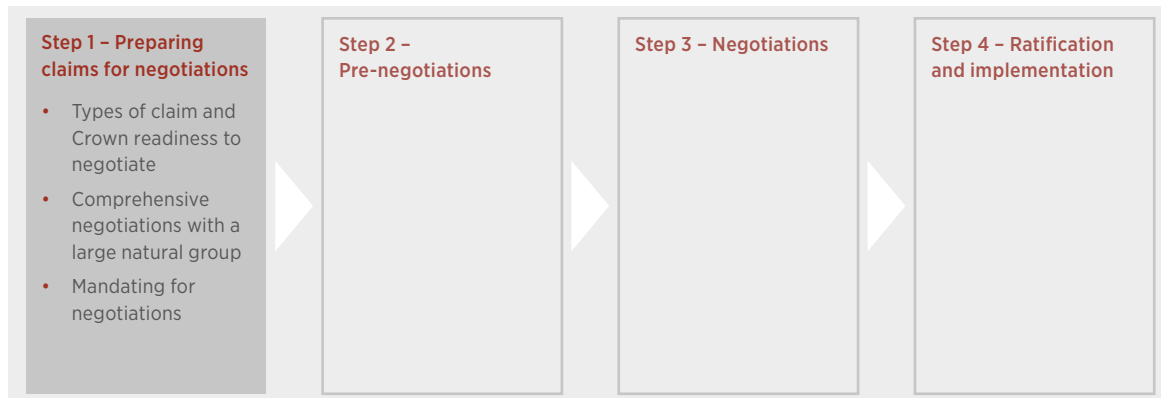 Step 1 – Preparing
claims for negotiations
• Types of claim and
Crown readiness to
negotiate
• Comprehensive
negotiations with a
large natural group
• Mandating for
negotiations
Step 2 –
Pre-negotiations
Step 3 – Negotiations
Step 4 – Ratification
and implementation